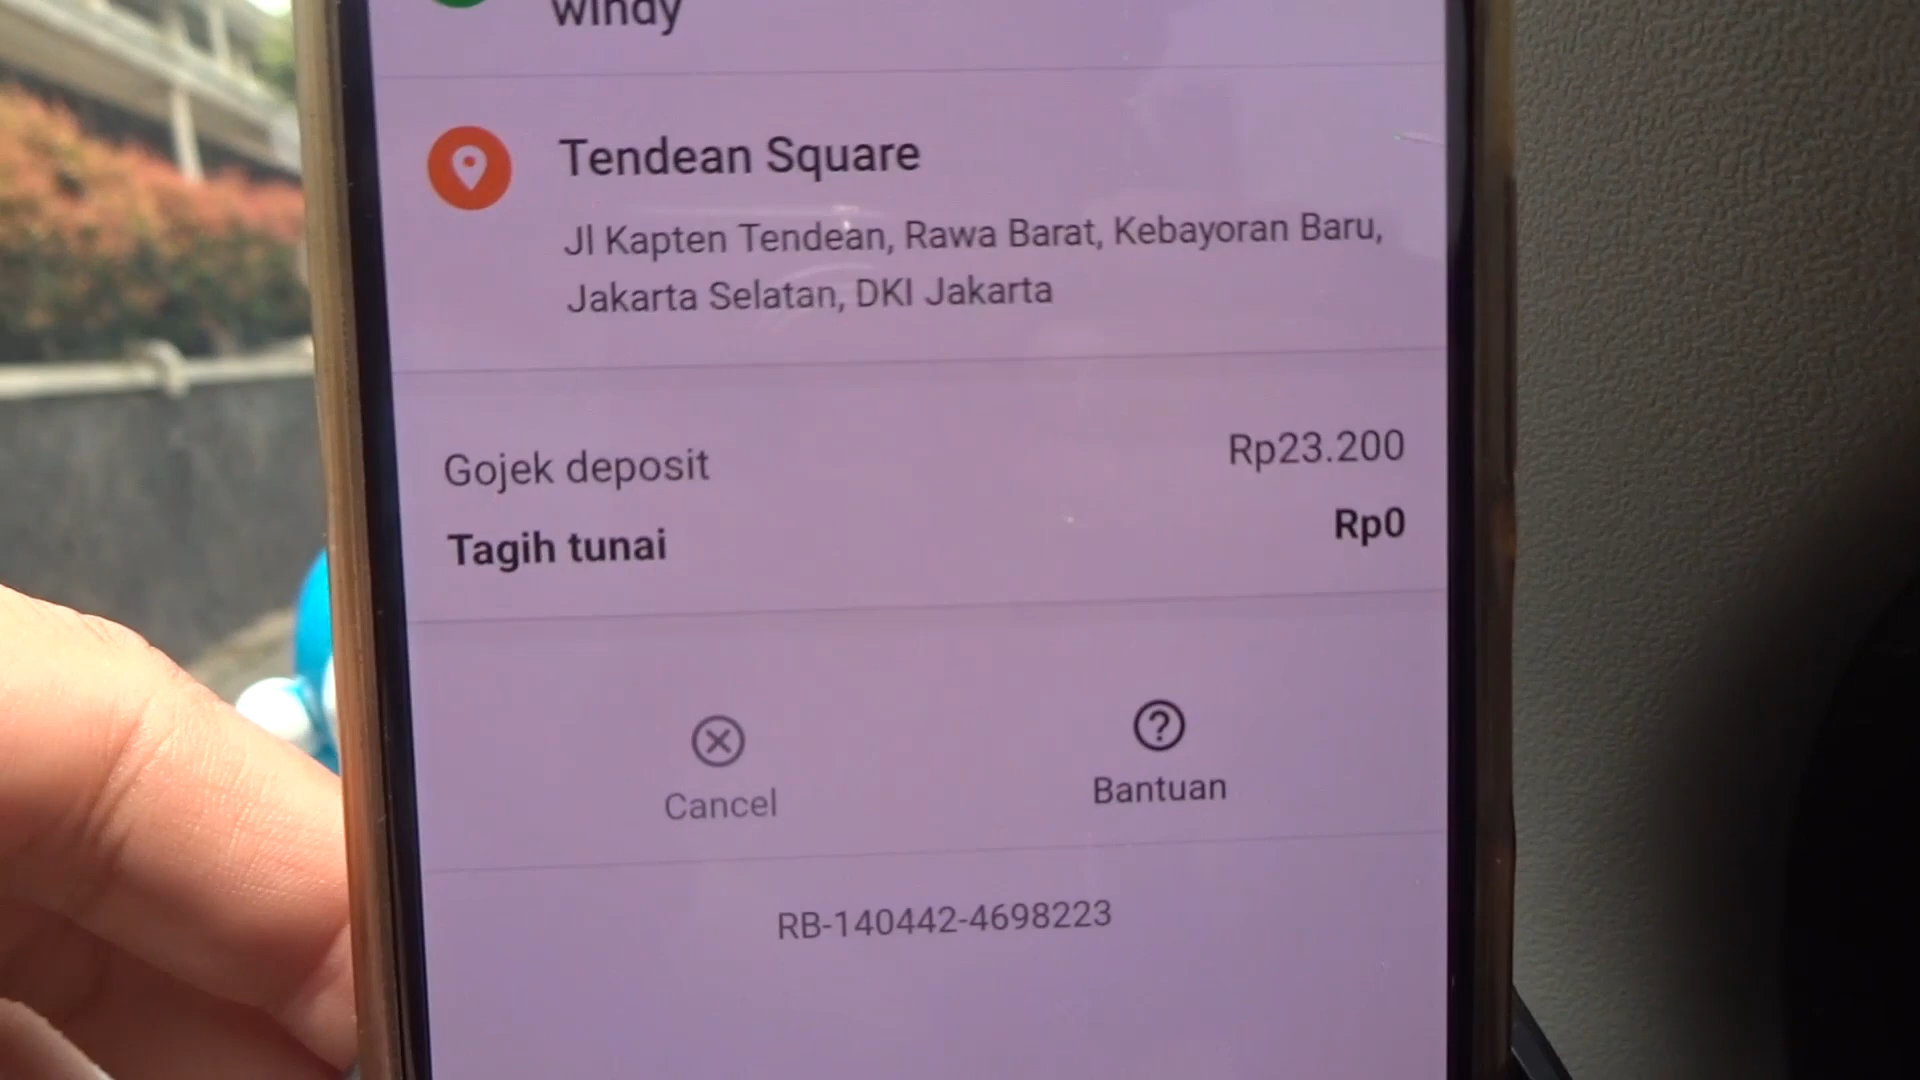 windy
Tendean Square
Jl Kapten Tendean, Rawa Barat, Kebayoran Baru,
Jakarta Selatan, DKI Jakarta
Gojek deposit Rp23.200
Tagih tunai Rp0
Cancel Bantuan
RB-140442-4698223